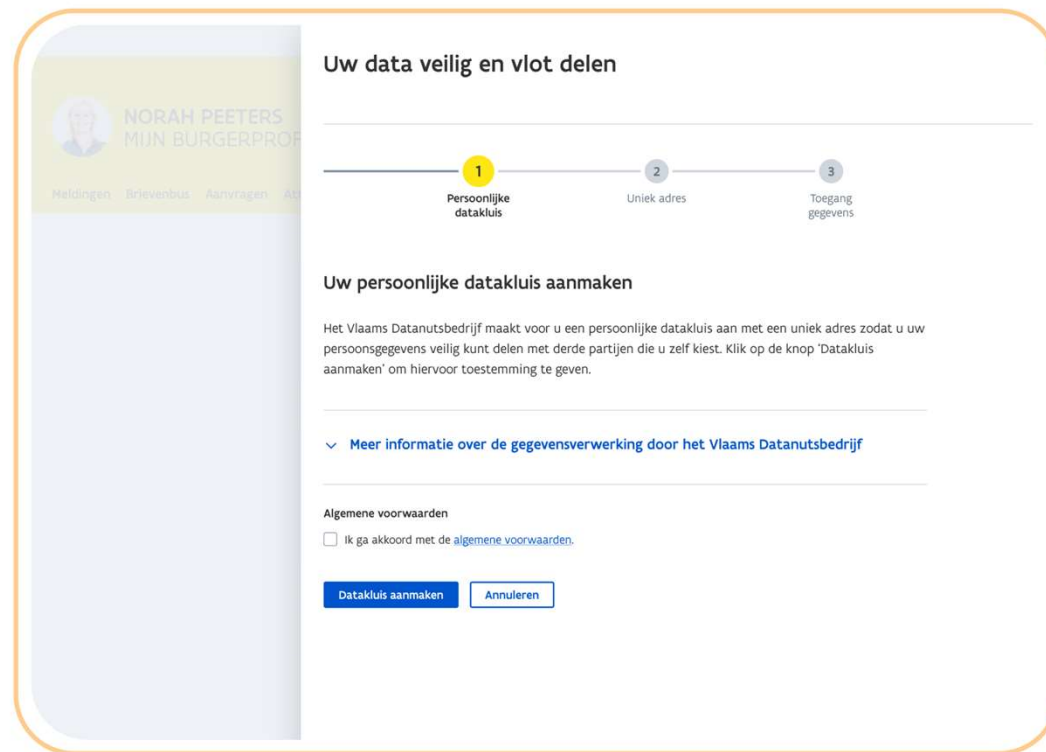 Uw data veilig en vlot delen
NORAH PEETERS
MIJN BURGERPROF
Meldingen Brievenbus Aanvragen
1
2
3
Persoonlijke
datakluis
Uniek adres
Toegang
gegevens
Uw persoonlijke datakluis aanmaken
Het Vlaams Datanutsbedrijf maakt voor u een persoonlijke datakluis aan met een uniek adres zodat u uw
persoonsgegevens veilig kunt delen met derde partijen die u zelf kiest. Klik op de knop 'Datakluis
aanmaken' om hiervoor toestemming te geven.
Meer informatie over de gegevensverwerking door het Vlaams Datanutsbedrijf
Algemene voorwaarden
Ik ga akkoord met de algemene voorwaarden.
Datakluis aanmaken
Annuleren